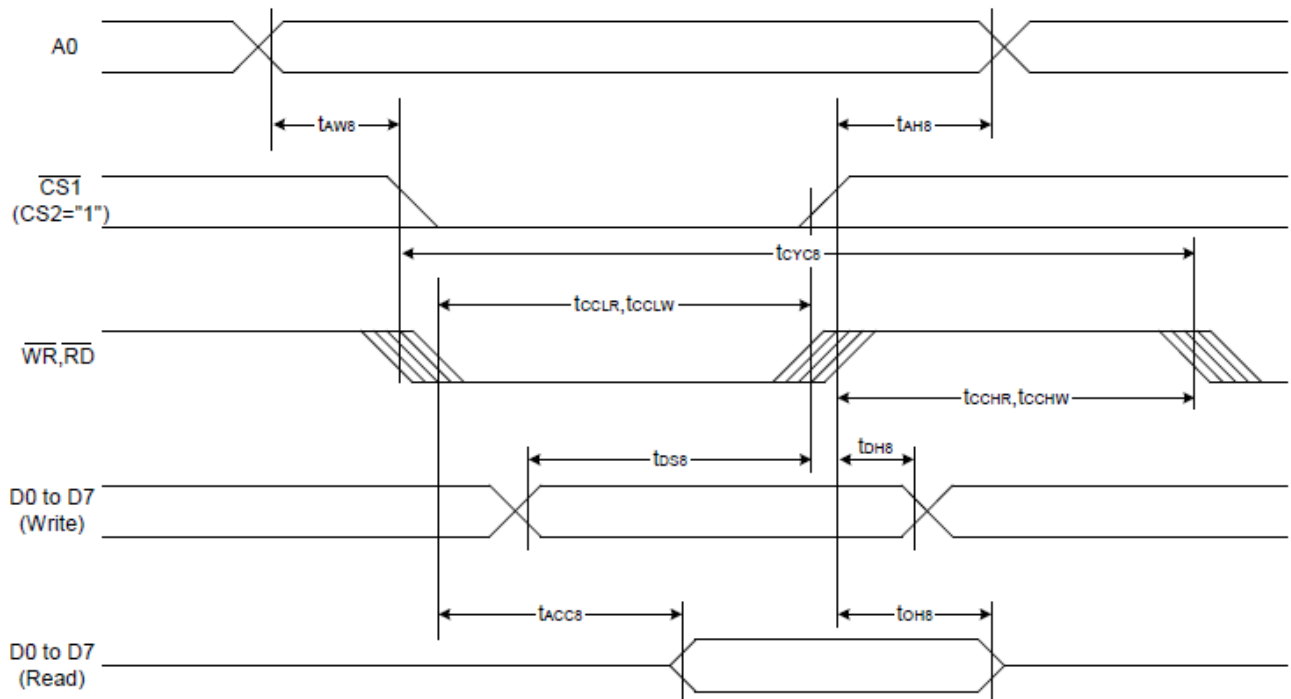 A0
tAW8
tAH8
CS1
(CS2="1")
tCYC8
tCCLR,tCCLW
WR,RD
tCCHR,tCCHW
tDS8
tDH8
D0 to D7
(Write)
tACC8
tOH8
D0 to D7
(Read)